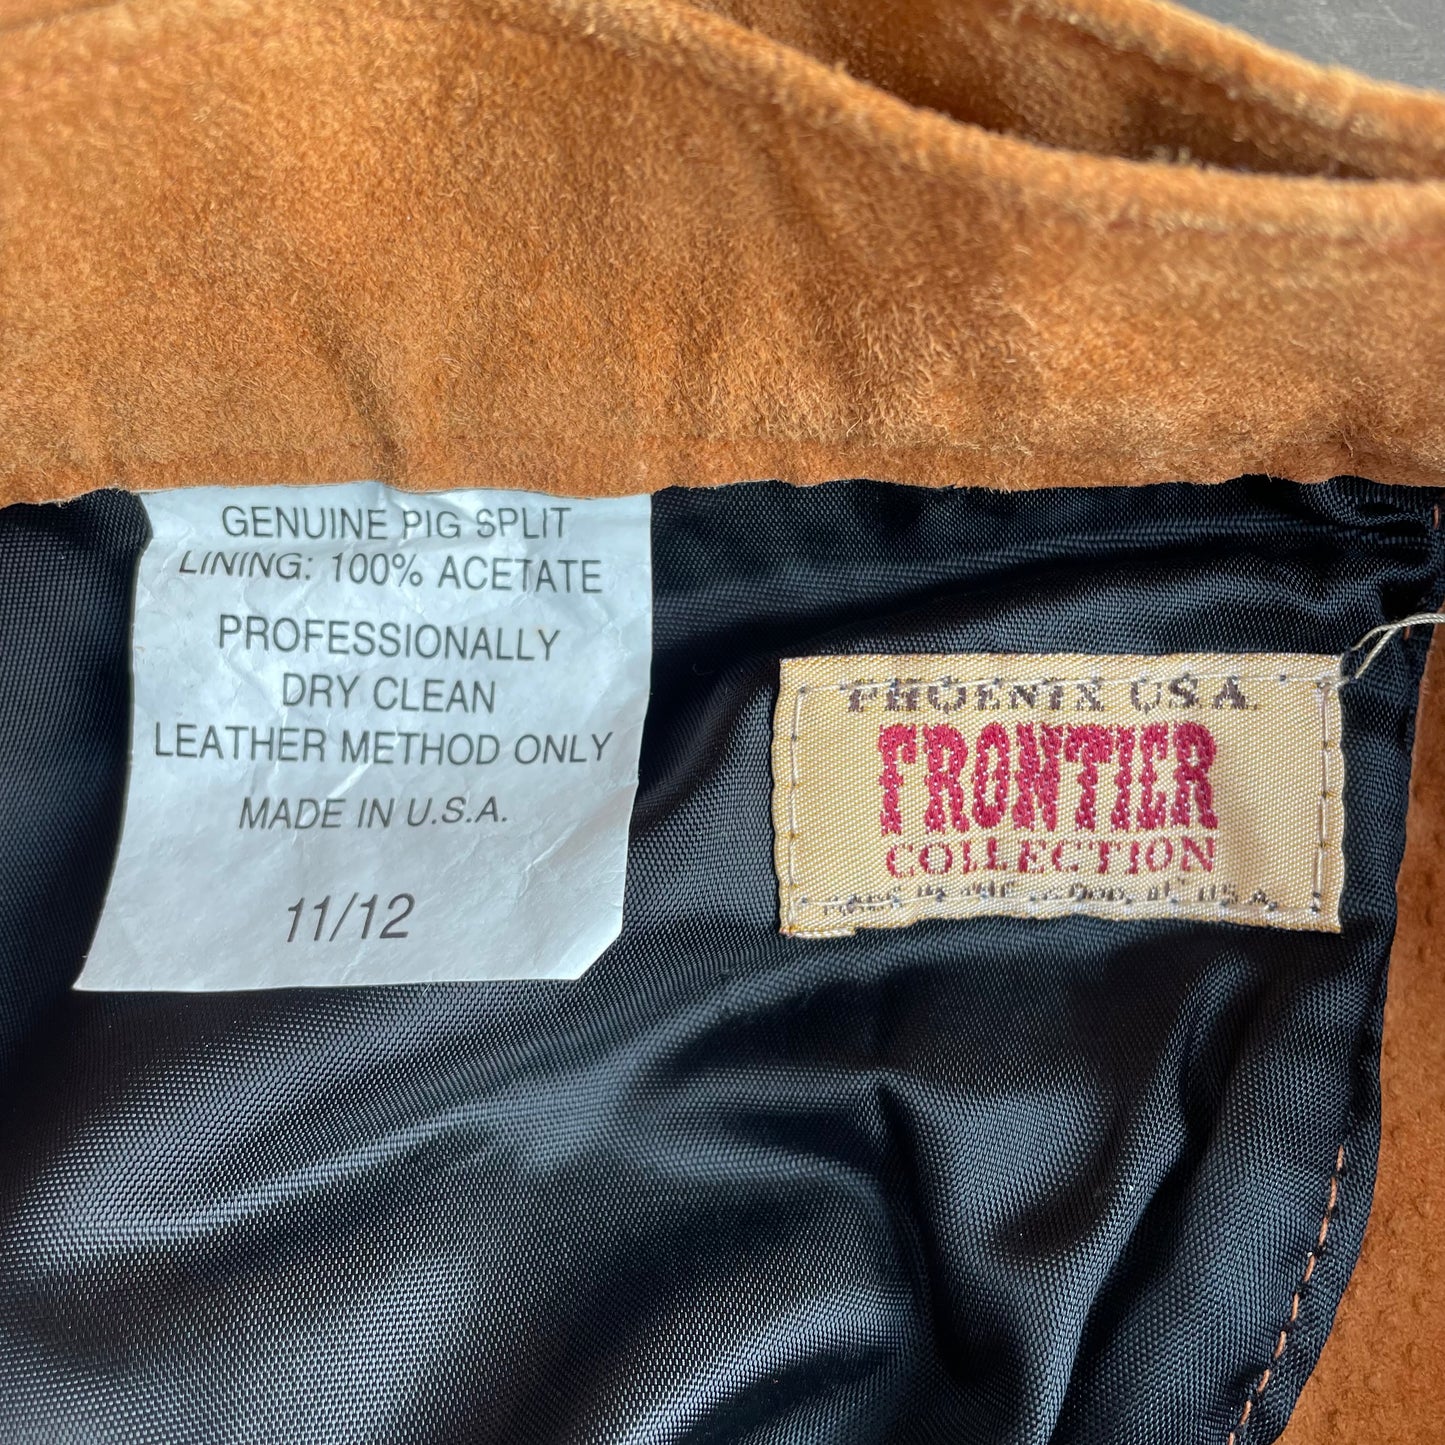 GENUINE PIG SPLIT
LINING: 100% ACETATE
PROFESSIONALLY
DRY CLEAN
LEATHER METHOD ONLY
MADE IN U.S.A.
11/12
PHOENIX U.S.A.
FRONTIER
COLLECTION
U.S.A.